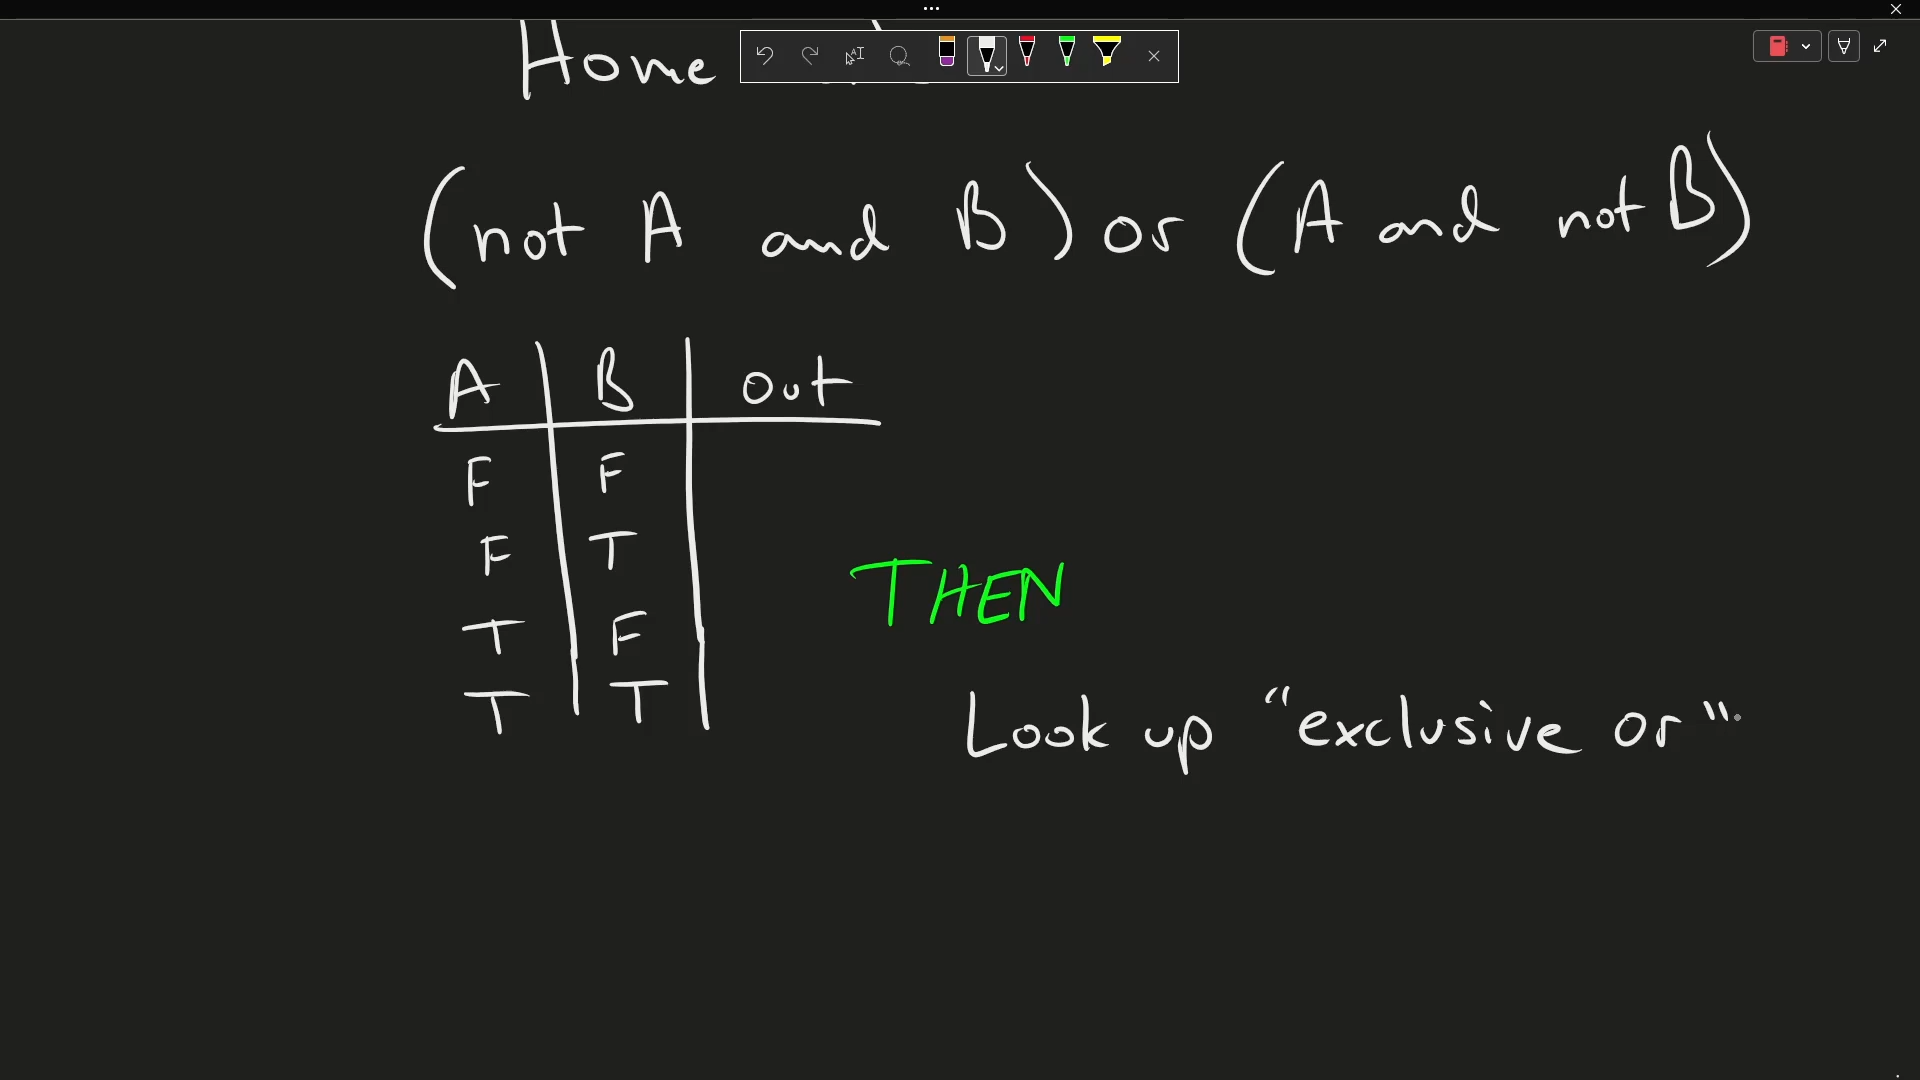 Home
(not A and B) or (A and not B)
A B out
F F
F T
T F
T T
THEN
Look up "exclusive or"